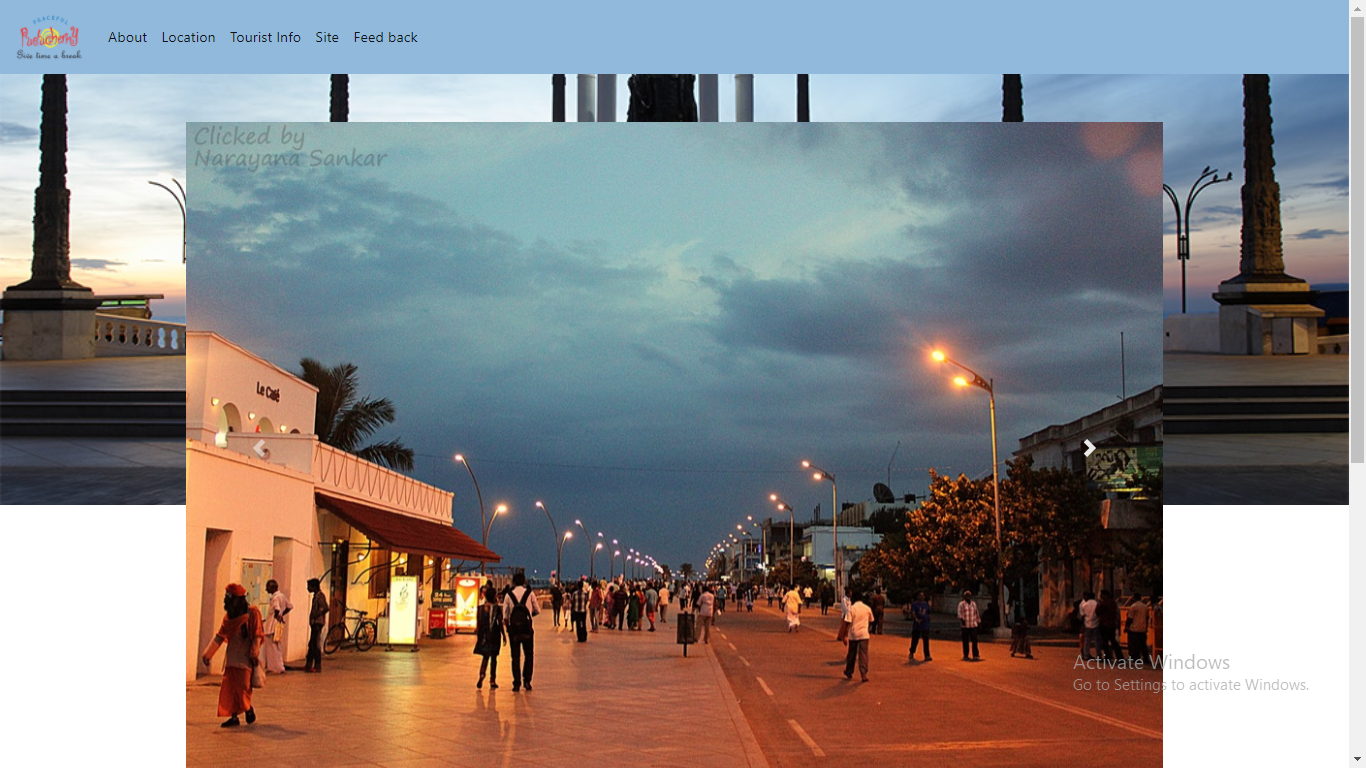 PEACEFUL
Pondicherry
Give time a break
About Location Tourist Info Site Feed back
Clicked by
Narayana Sankar
Le Café
Activate Windows
Go to Settings to activate Windows.